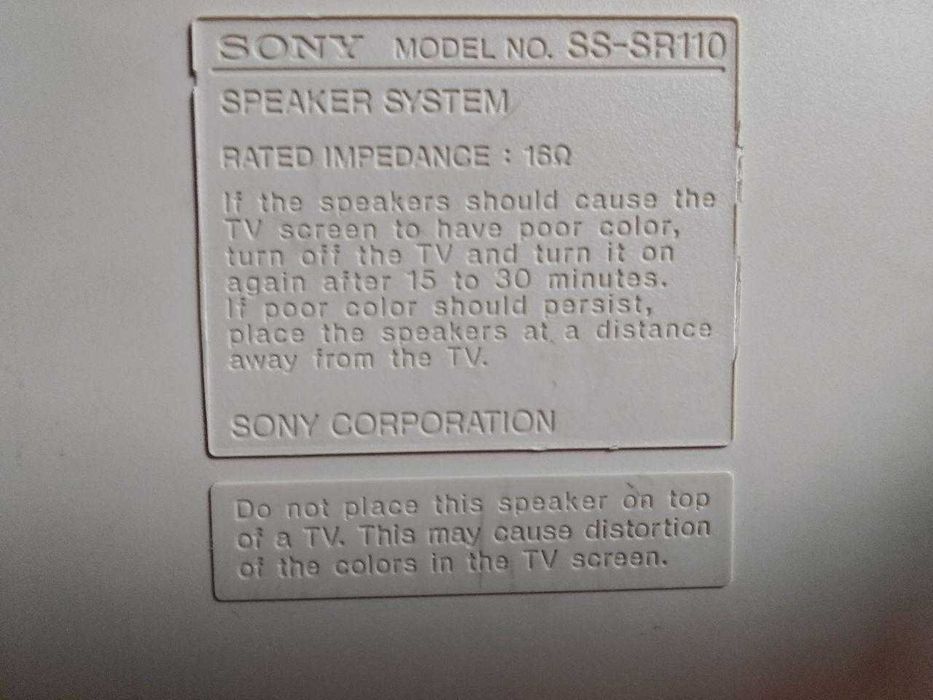 SONY MODEL NO. SS-SR110
SPEAKER SYSTEM
RATED IMPEDANCE : 16Ω
If the speakers should cause the
TV screen to have poor color,
turn off the TV and turn it on
again after 15 to 30 minutes.
If poor color should persist,
place the speakers at a distance
away from the TV.
SONY CORPORATION
Do not place this speaker on top
of a TV. This may cause distortion
of the colors in the TV screen.